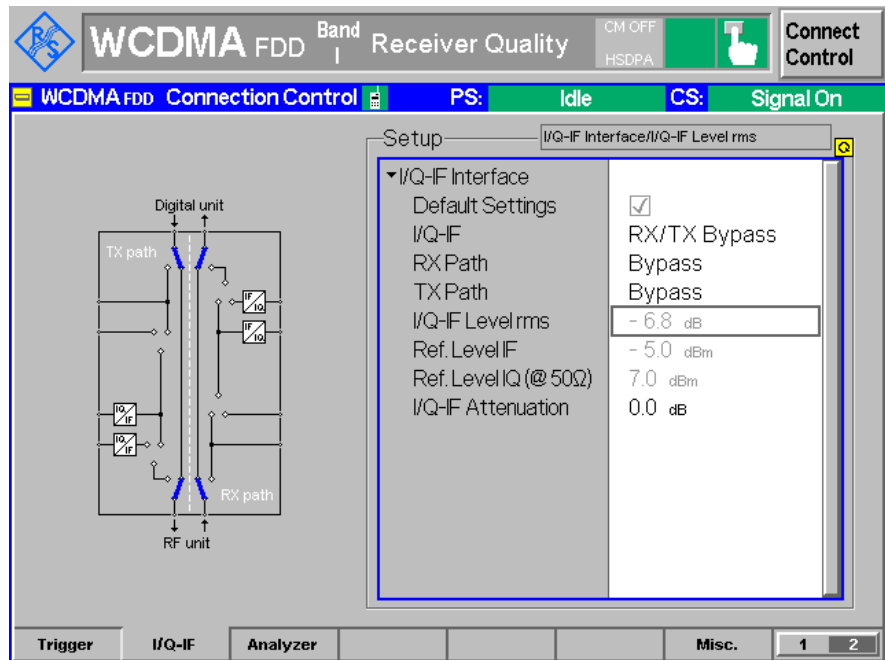 R&S WCDMA FDD Band I Receiver Quality CM OFF HSDPA Connect Control
WCDMA FDD Connection Control PS: Idle CS: Signal On
Setup I/Q-IF Interface/I/Q-IF Level rms
I/Q-IF Interface
Default Settings
I/Q-IF RX/TX Bypass
RX Path Bypass
TX Path Bypass
I/Q-IF Level rms - 6.8 dB
Ref. Level IF - 5.0 dBm
Ref. Level IQ (@ 50Ω) 7.0 dBm
I/Q-IF Attenuation 0.0 dB
Digital unit
TX path
IF/IQ
IF/IQ
IQ/IF
IQ/IF
RX path
RF unit
Trigger I/Q-IF Analyzer Misc. 1 2